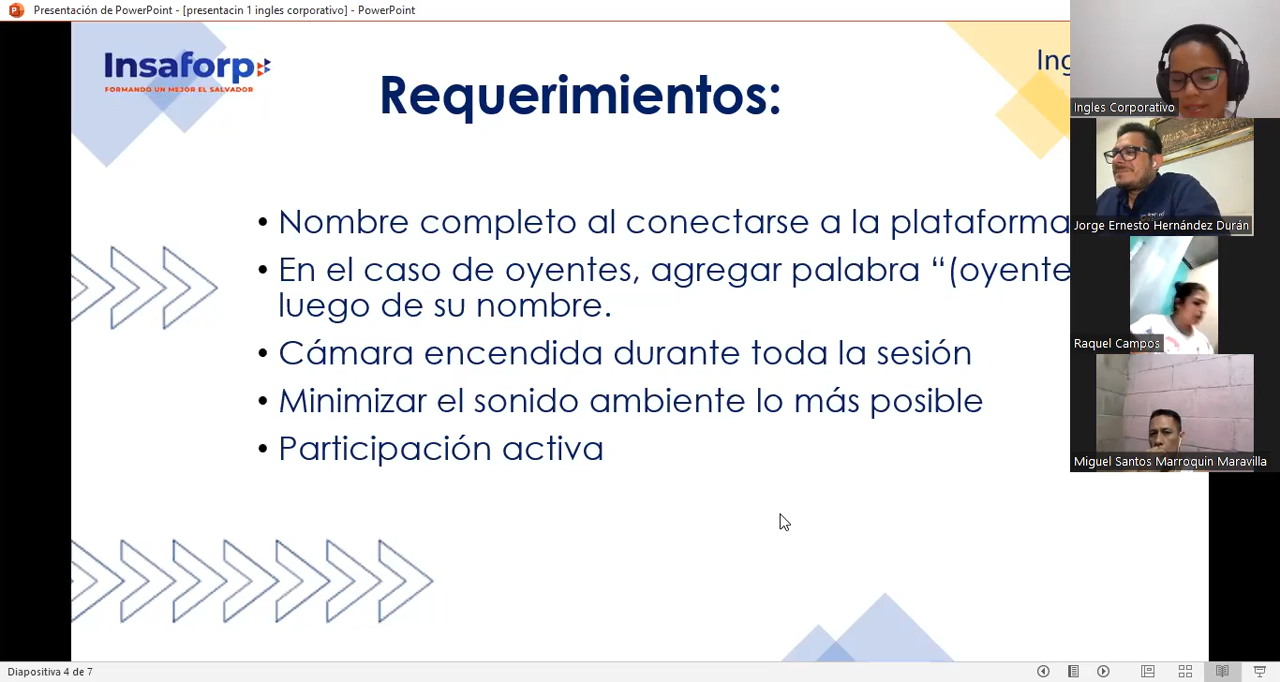 Presentación de PowerPoint - [presentacin 1 ingles corporativo] - PowerPoint
Insaforp
FORMANDO UN MEJOR EL SALVADOR
Requerimientos:
• Nombre completo al conectarse a la plataforma
• En el caso de oyentes, agregar palabra “(oyente
luego de su nombre.
• Cámara encendida durante toda la sesión
• Minimizar el sonido ambiente lo más posible
• Participación activa
Ingles Corporativo
Jorge Ernesto Hernández Durán
Raquel Campos
Miguel Santos Marroquin Maravilla
Diapositiva 4 de 7